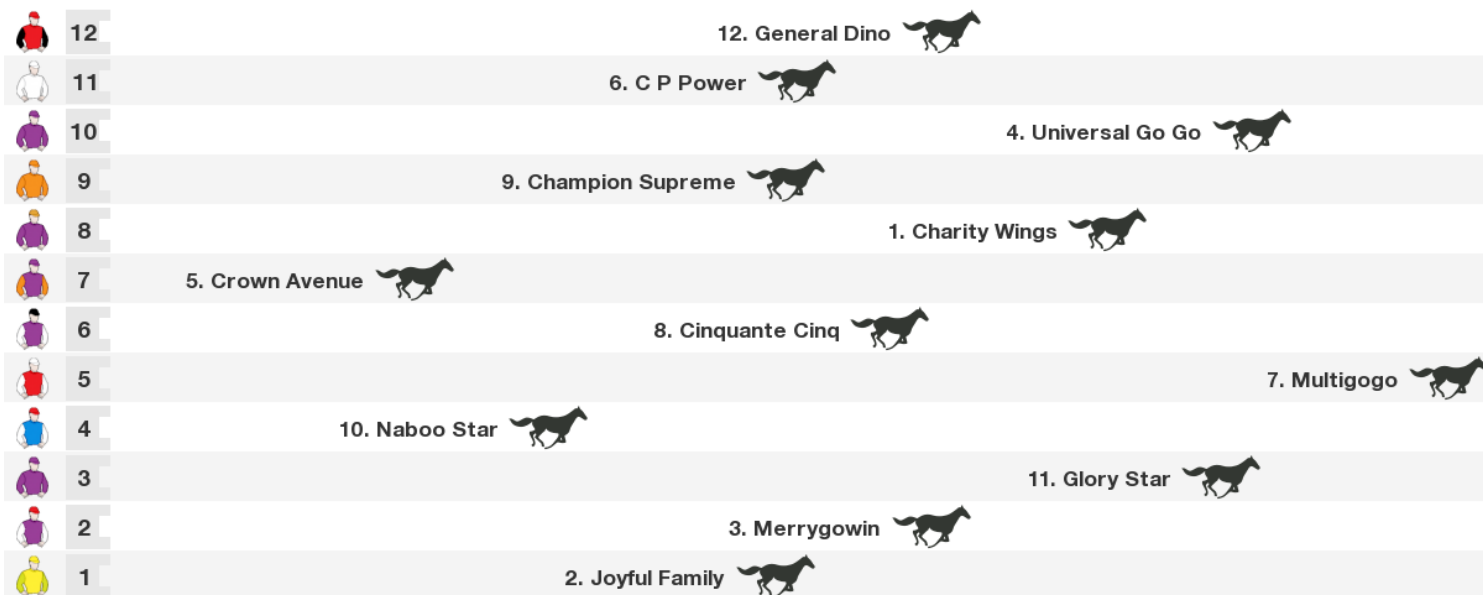 12 12. General Dino
11 6. C P Power
10 4. Universal Go Go
9 9. Champion Supreme
8 1. Charity Wings
7 5. Crown Avenue
6 8. Cinquante Cinq
5 7. Multigogo
4 10. Naboo Star
3 11. Glory Star
2 3. Merrygowin
1 2. Joyful Family